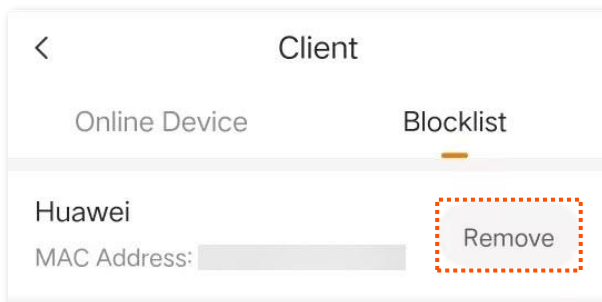 Client
Online Device Blocklist
Huawei
MAC Address:
Remove